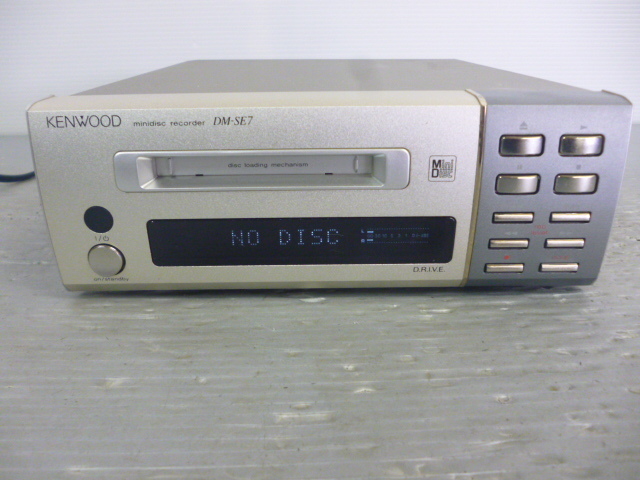 KENWOOD minidisc recorder DM-SE7
disc loading mechanism
Mini
Disc
NO DISC
on/standby
D.R.I.V.E.